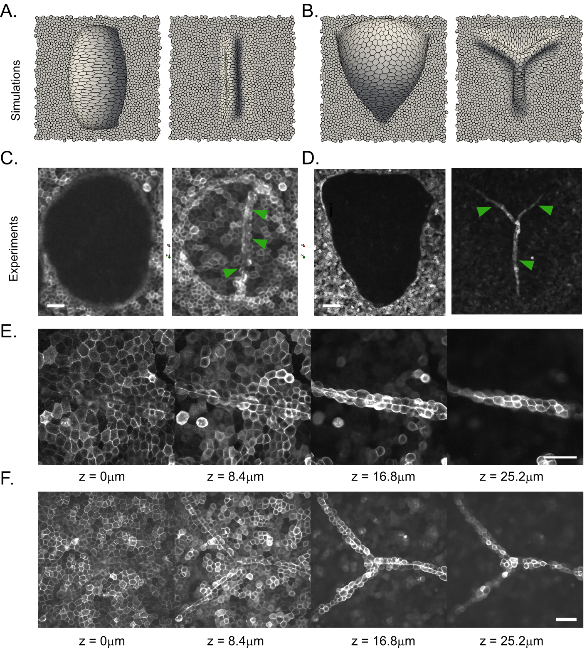 A.
B.
Simulations
C.
D.
Experiments
E.
z = 0μm
z = 8.4μm
z = 16.8μm
z = 25.2μm
F.
z = 0μm
z = 8.4μm
z = 16.8μm
z = 25.2μm